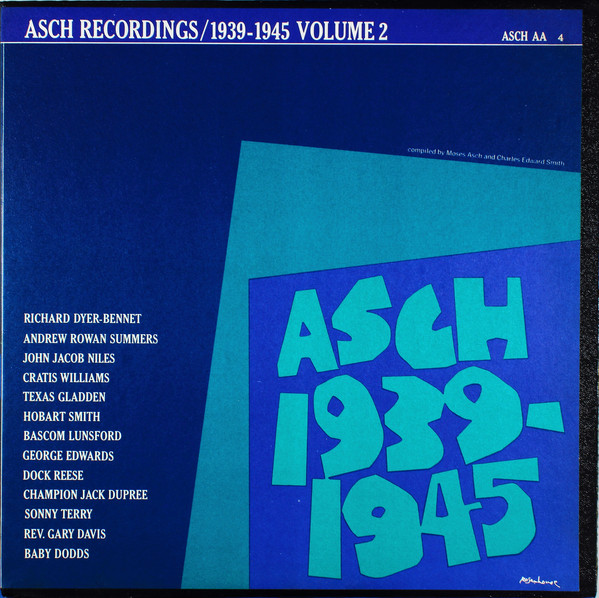 ASCH RECORDINGS/1939-1945 VOLUME 2
ASCH AA 4
compiled by Moses Asch and Charles Edward Smith
RICHARD DYER-BENNET
ANDREW ROWAN SUMMERS
JOHN JACOB NILES
CRATIS WILLIAMS
TEXAS GLADDEN
HOBART SMITH
BASCOM LUNSFORD
GEORGE EDWARDS
DOCK REESE
CHAMPION JACK DUPREE
SONNY TERRY
REV. GARY DAVIS
BABY DODDS
ASCH
1939-
1945